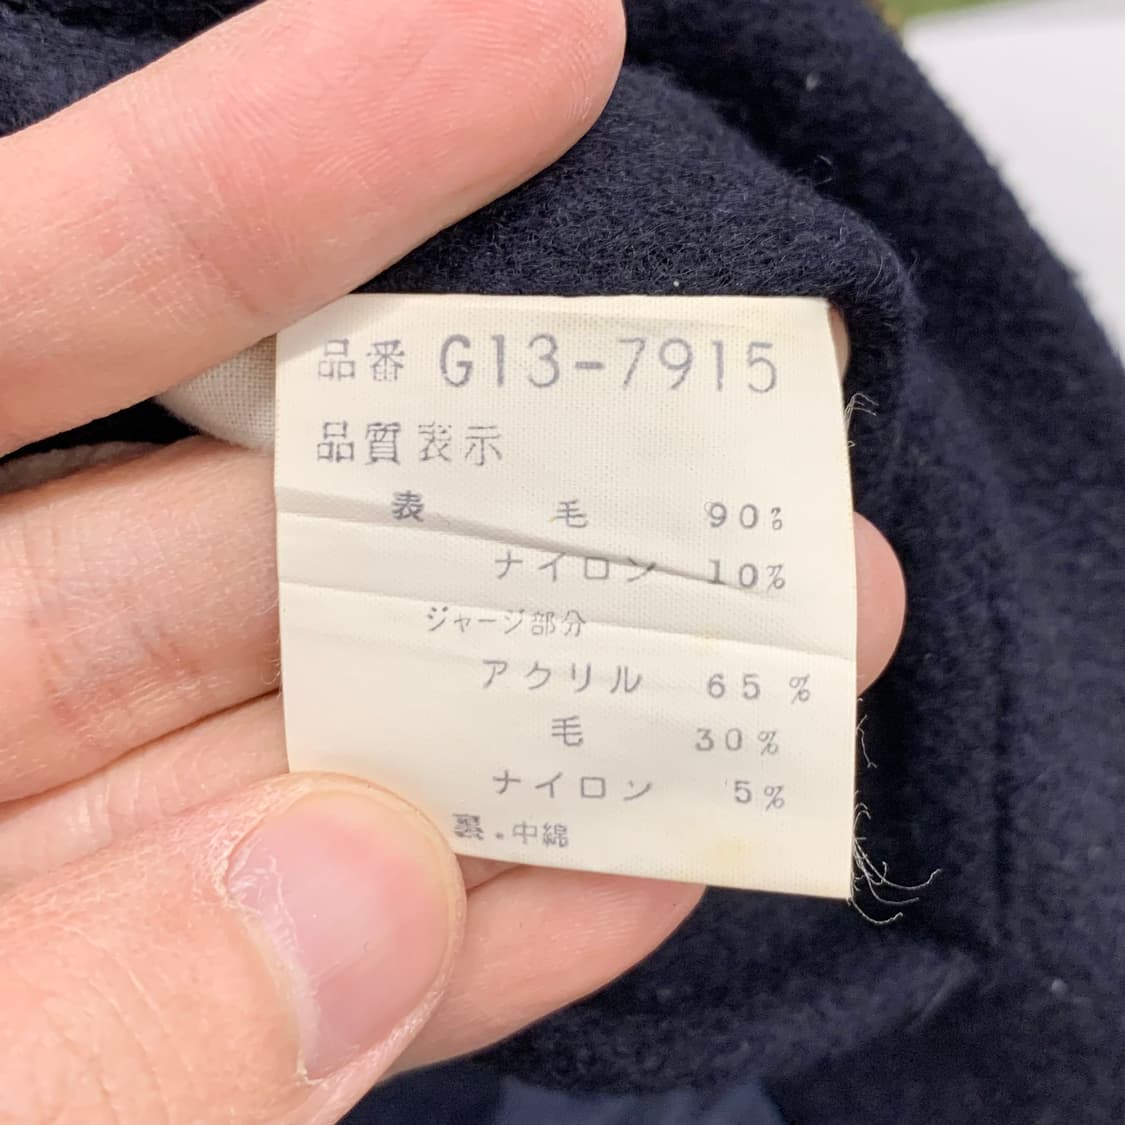 品番 G13-7915
品質表示
表 毛 90%
ナイロン 10%
ジャージ部分
アクリル 65%
毛 30%
ナイロン 5%
裏.中綿